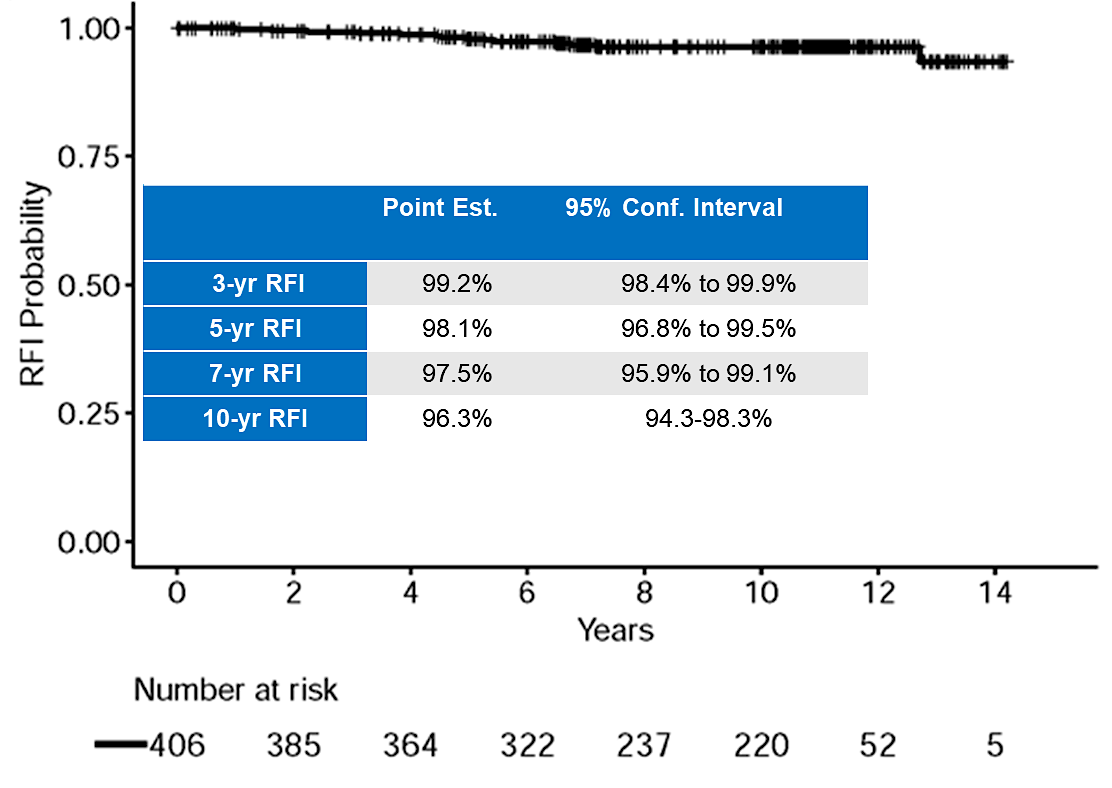 1.00
0.75
0.50
0.25
0.00
RFI Probability
Point Est. 95% Conf. Interval
3-yr RFI 99.2% 98.4% to 99.9%
5-yr RFI 98.1% 96.8% to 99.5%
7-yr RFI 97.5% 95.9% to 99.1%
10-yr RFI 96.3% 94.3-98.3%
0 2 4 6 8 10 12 14
Years
Number at risk
406 385 364 322 237 220 52 5